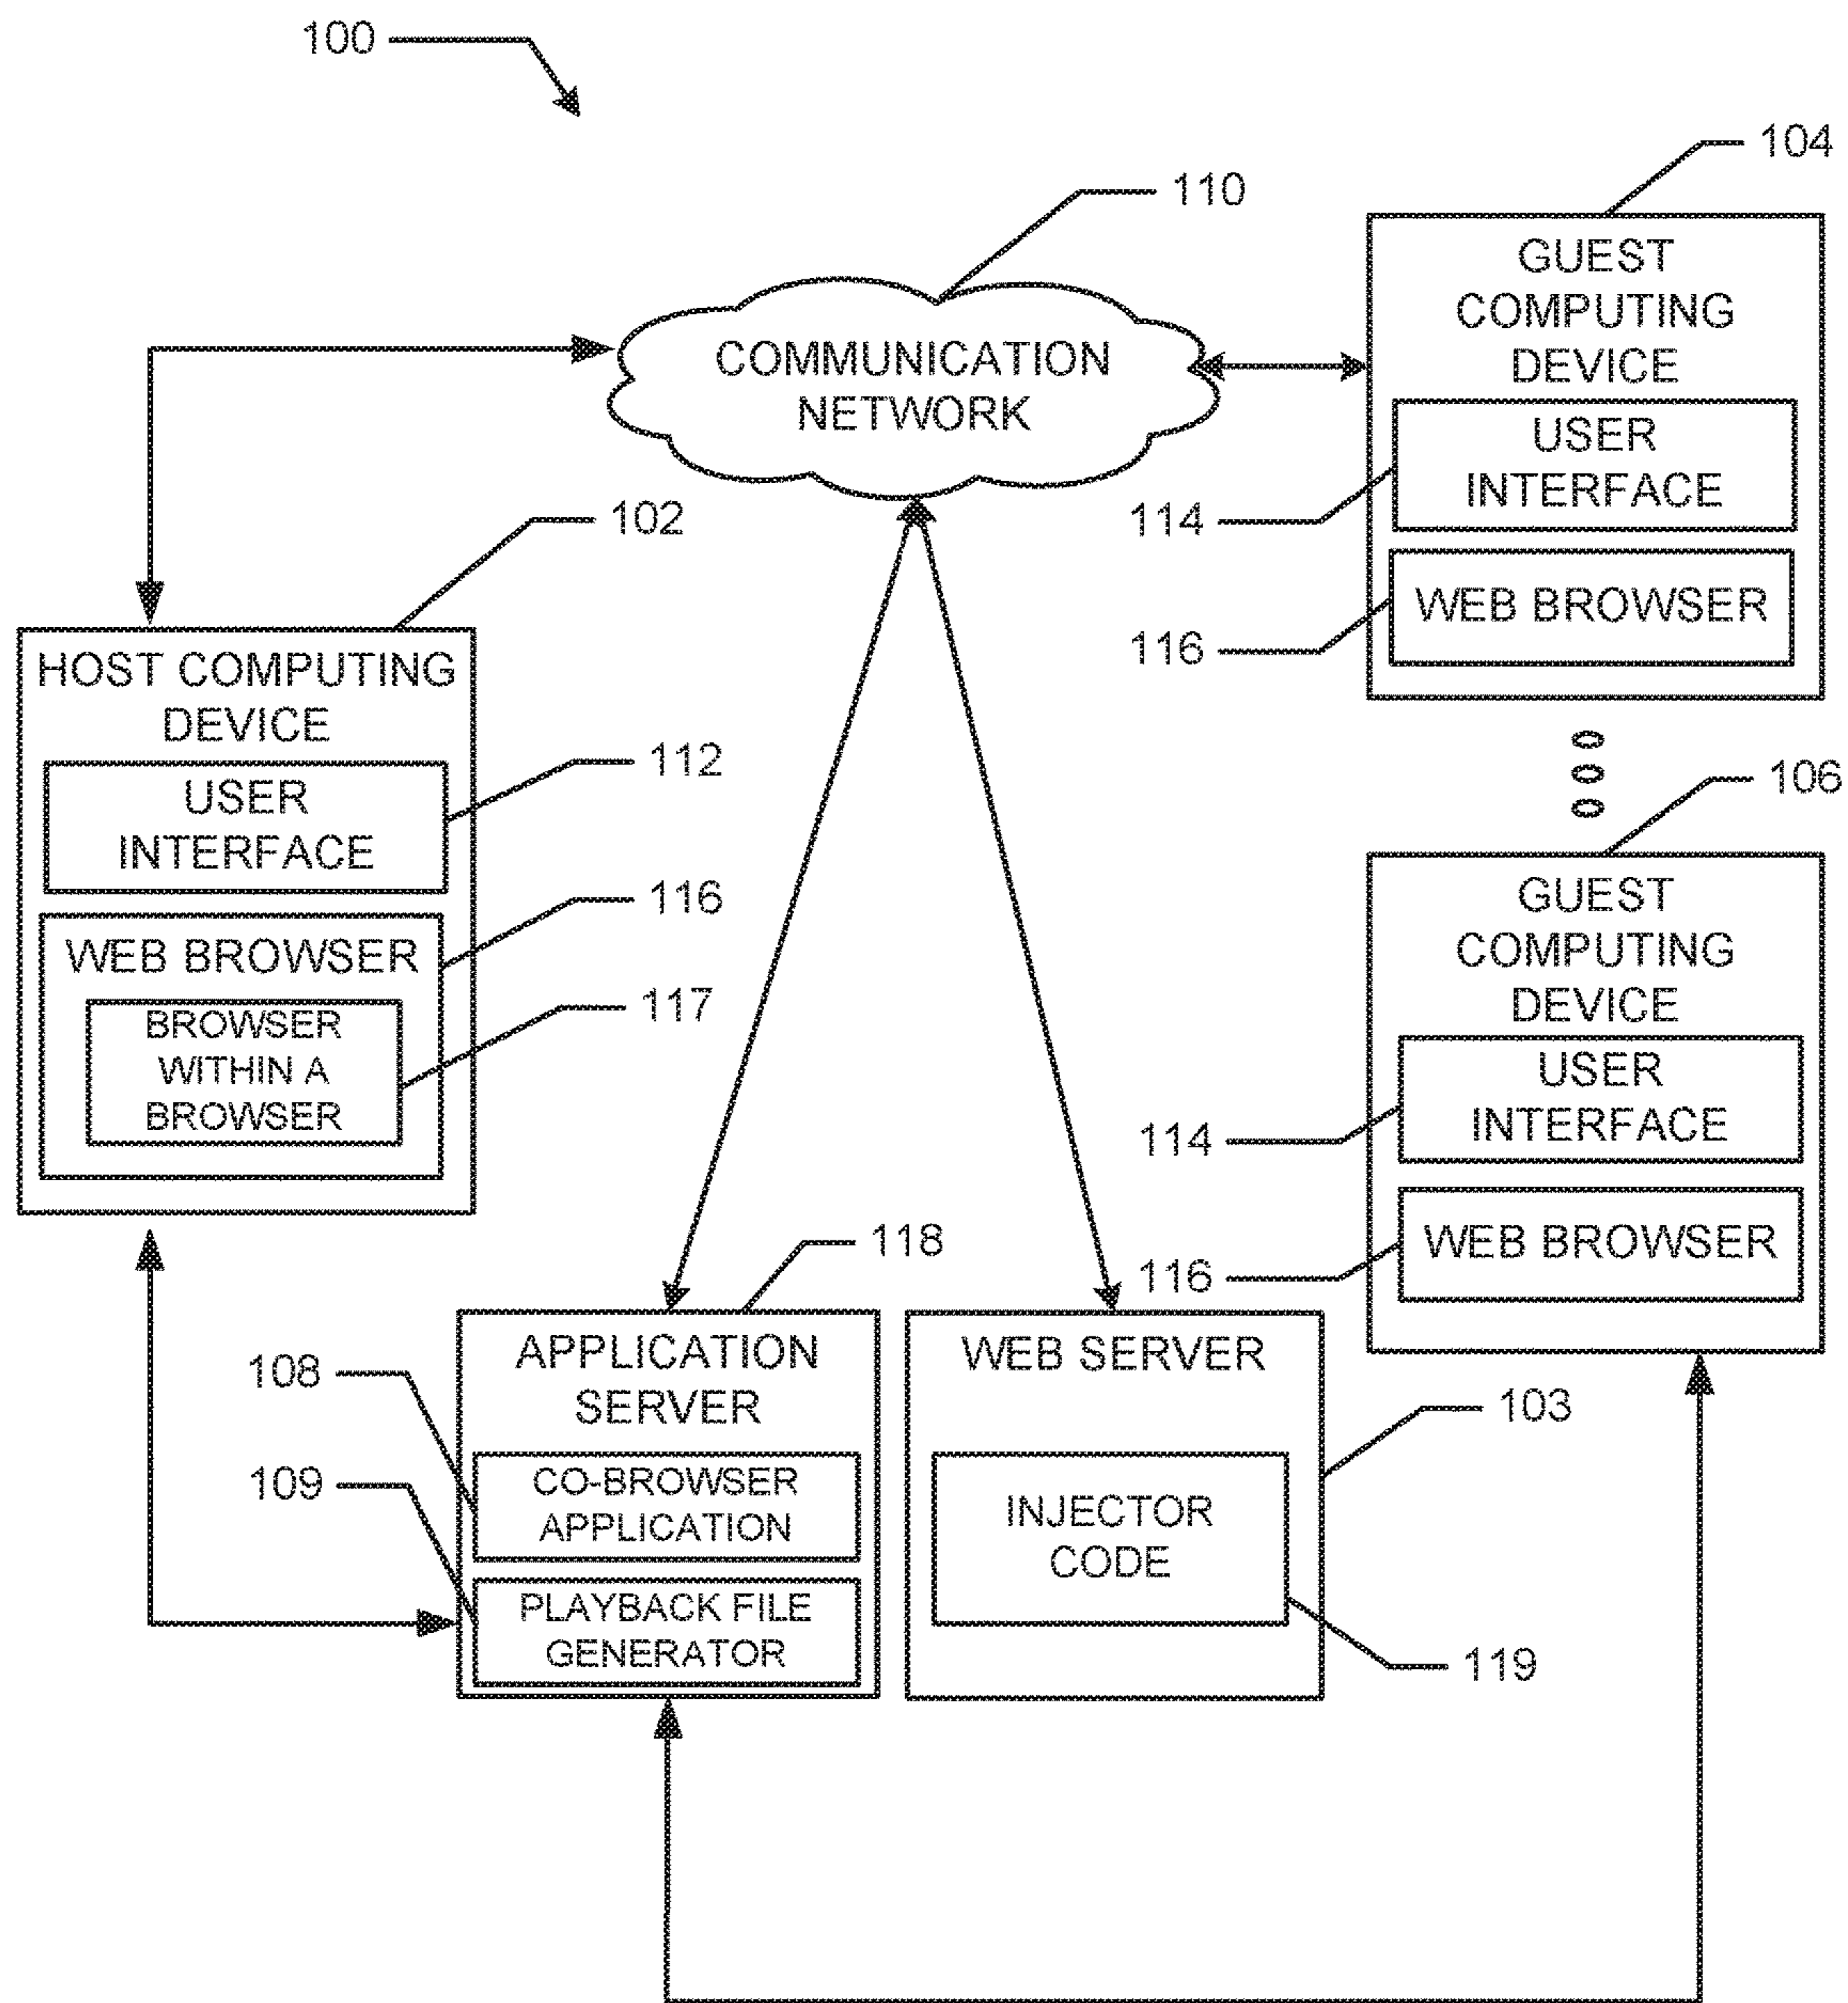 100
104
110
GUEST
COMPUTING
DEVICE
COMMUNICATION
NETWORK
USER
INTERFACE
114
WEB BROWSER
116
102
HOST COMPUTING
DEVICE
USER
INTERFACE
112
WEB BROWSER
116
BROWSER
WITHIN A
BROWSER
117
106
GUEST
COMPUTING
DEVICE
USER
INTERFACE
114
WEB BROWSER
116
118
APPLICATION
SERVER
108
CO-BROWSER
APPLICATION
109
PLAYBACK FILE
GENERATOR
WEB SERVER
103
INJECTOR
CODE
119